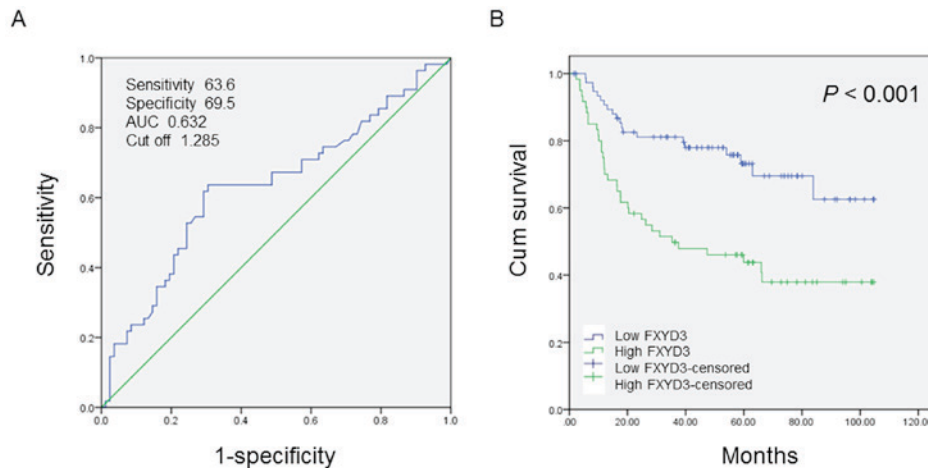 A
Sensitivity 63.6
Specificity 69.5
AUC 0.632
Cut off 1.285
Sensitivity
1.0
0.8
0.6
0.4
0.2
0.0
0.0 0.2 0.4 0.6 0.8 1.0
1-specificity
B
P < 0.001
Cum survival
1.0
0.8
0.6
0.4
0.2
0.0
Low FXYD3
High FXYD3
Low FXYD3-censored
High FXYD3-censored
.00 20.00 40.00 60.00 80.00 100.00 120.00
Months